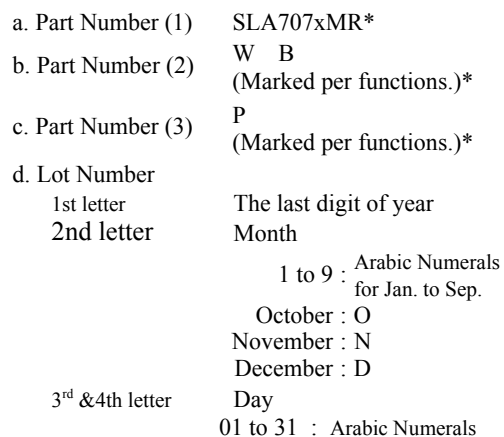 a. Part Number (1) SLA707xMR*
b. Part Number (2) W B
(Marked per functions.)*
c. Part Number (3) P
(Marked per functions.)*
d. Lot Number
1st letter The last digit of year
2nd letter Month
1 to 9 : Arabic Numerals
for Jan. to Sep.
October : O
November : N
December : D
3rd &4th letter Day
01 to 31 : Arabic Numerals